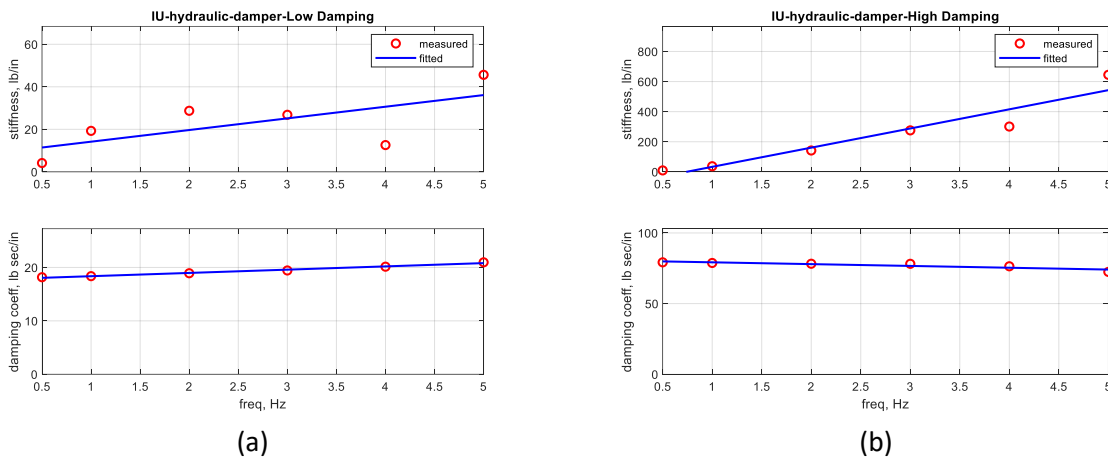 IU-hydraulic-damper-Low Damping
60
40
20
0
stiffness, lb/in
measured
fitted
0.5 1 1.5 2 2.5 3 3.5 4 4.5 5
20
10
0
damping coeff, lb sec/in
0.5 1 1.5 2 2.5 3 3.5 4 4.5 5
freq, Hz
(a)
IU-hydraulic-damper-High Damping
800
600
400
200
0
stiffness, lb/in
measured
fitted
0.5 1 1.5 2 2.5 3 3.5 4 4.5 5
100
50
0
damping coeff, lb sec/in
0.5 1 1.5 2 2.5 3 3.5 4 4.5 5
freq, Hz
(b)